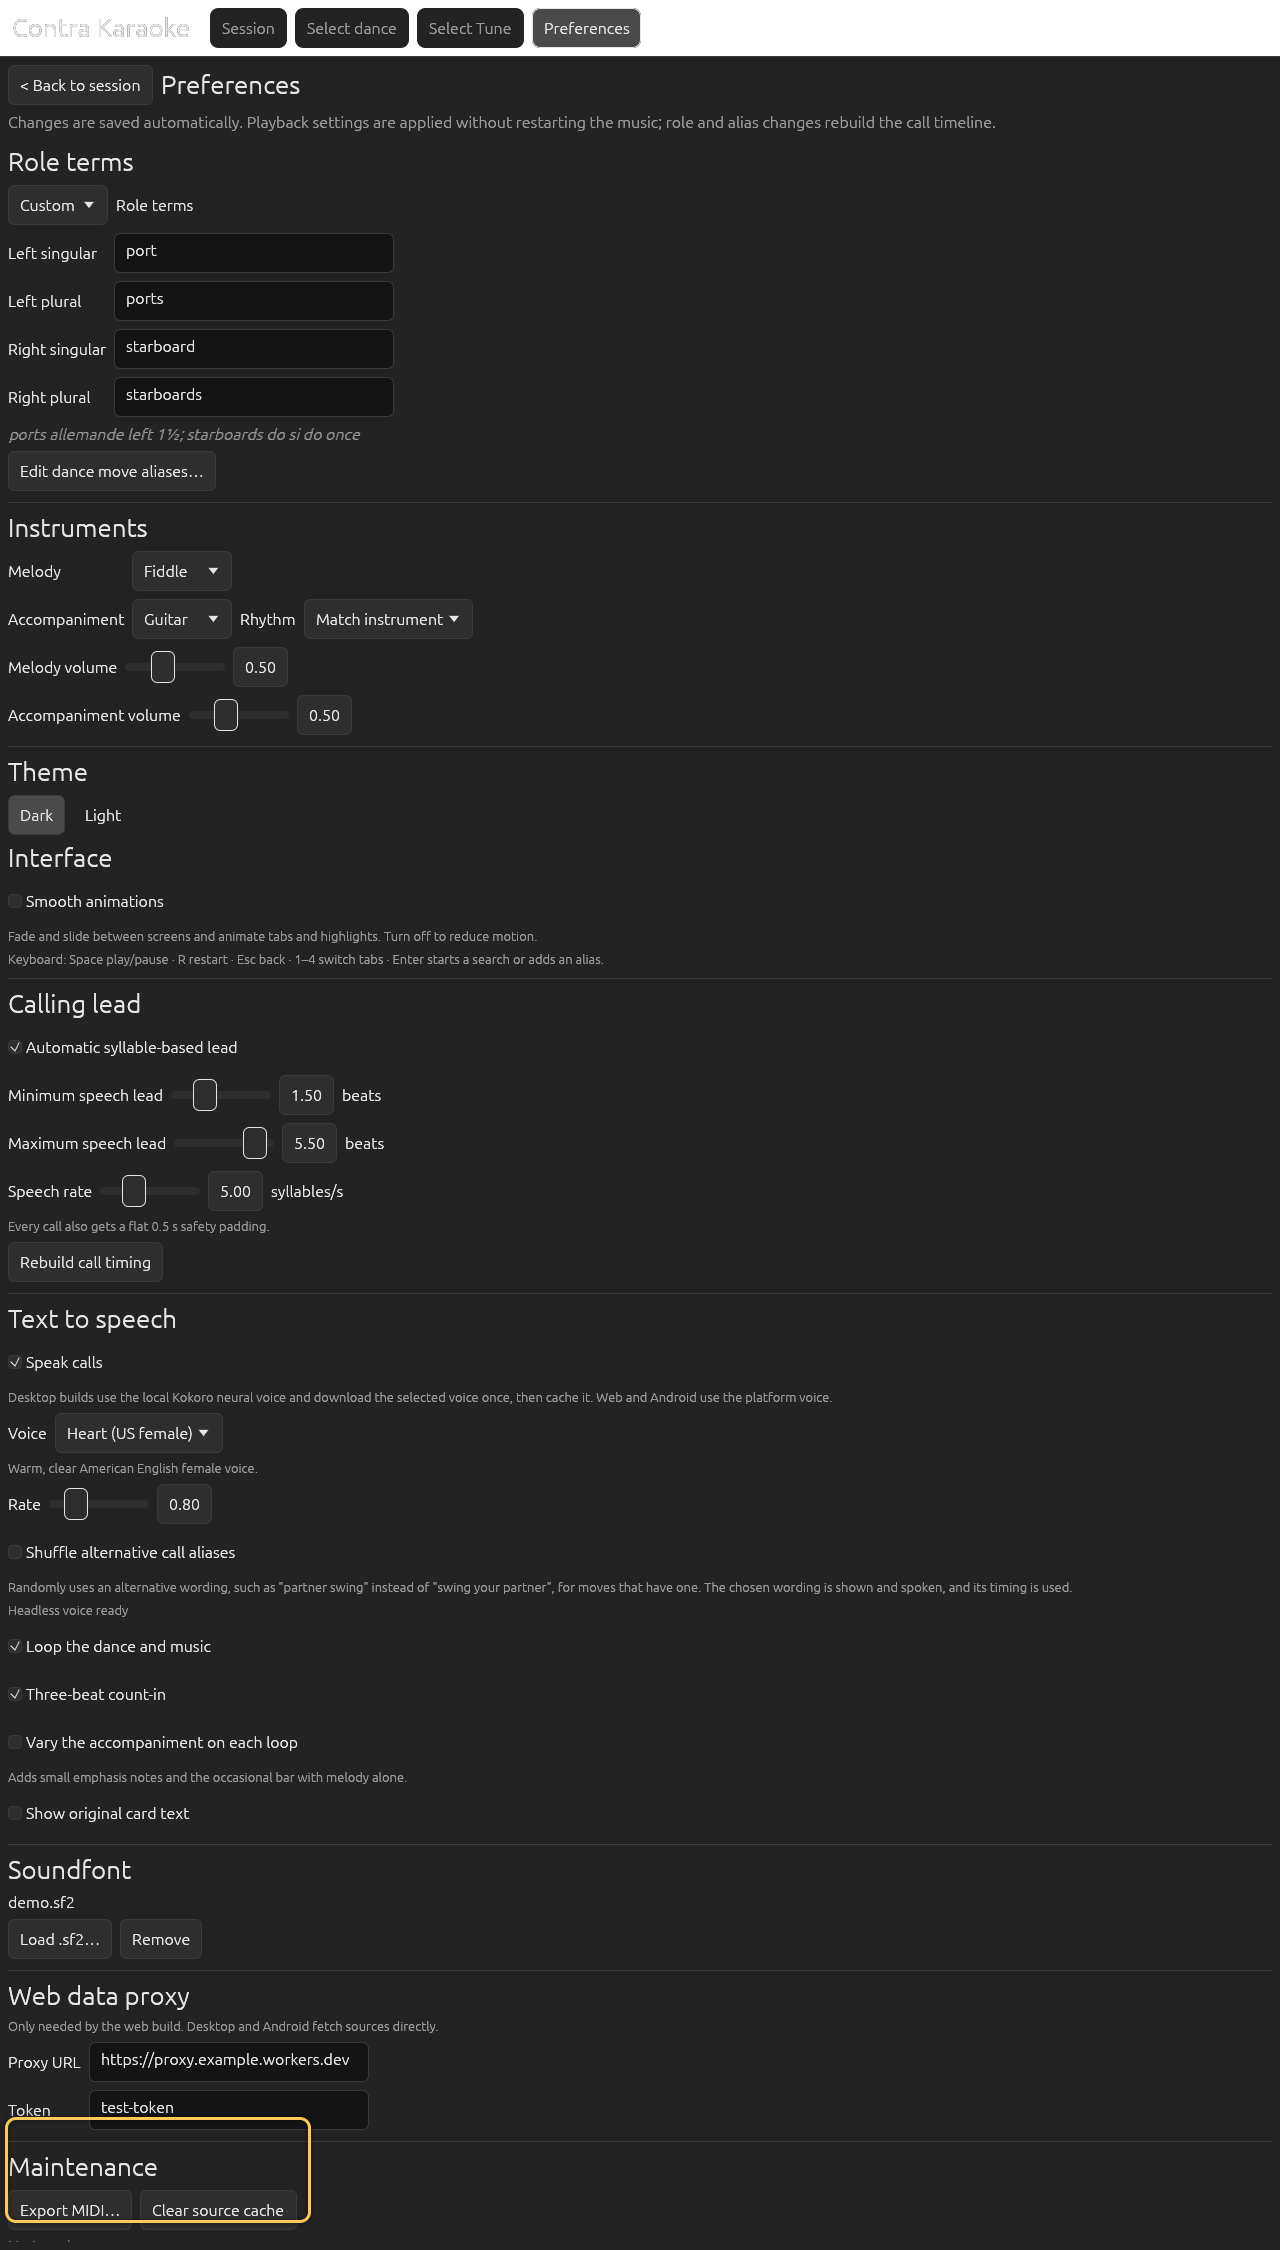 Contra Karaoke
Session
Select dance
Select Tune
Preferences
< Back to session
Preferences
Changes are saved automatically. Playback settings are applied without restarting the music; role and alias changes rebuild the call timeline.
Role terms
Custom
Role terms
Left singular
port
Left plural
ports
Right singular
starboard
Right plural
starboards
ports allemande left 1½; starboards do si do once
Edit dance move aliases...
Instruments
Melody
Fiddle
Accompaniment
Guitar
Rhythm
Match instrument
Melody volume
0.50
Accompaniment volume
0.50
Theme
Dark
Light
Interface
Smooth animations
Fade and slide between screens and animate tabs and highlights. Turn off to reduce motion.
Keyboard: Space play/pause · R restart · Esc back · 1–4 switch tabs · Enter starts a search or adds an alias.
Calling lead
Automatic syllable-based lead
Minimum speech lead
1.50
beats
Maximum speech lead
5.50
beats
Speech rate
5.00
syllables/s
Every call also gets a flat 0.5 s safety padding.
Rebuild call timing
Text to speech
Speak calls
Desktop builds use the local Kokoro neural voice and download the selected voice once, then cache it. Web and Android use the platform voice.
Voice
Heart (US female)
Warm, clear American English female voice.
Rate
0.80
Shuffle alternative call aliases
Randomly uses an alternative wording, such as "partner swing" instead of "swing your partner", for moves that have one. The chosen wording is shown and spoken, and its timing is used.
Headless voice ready
Loop the dance and music
Three-beat count-in
Vary the accompaniment on each loop
Adds small emphasis notes and the occasional bar with melody alone.
Show original card text
Soundfont
demo.sf2
Load .sf2...
Remove
Web data proxy
Only needed by the web build. Desktop and Android fetch sources directly.
Proxy URL
https://proxy.example.workers.dev
Token
test-token
Maintenance
Export MIDI...
Clear source cache